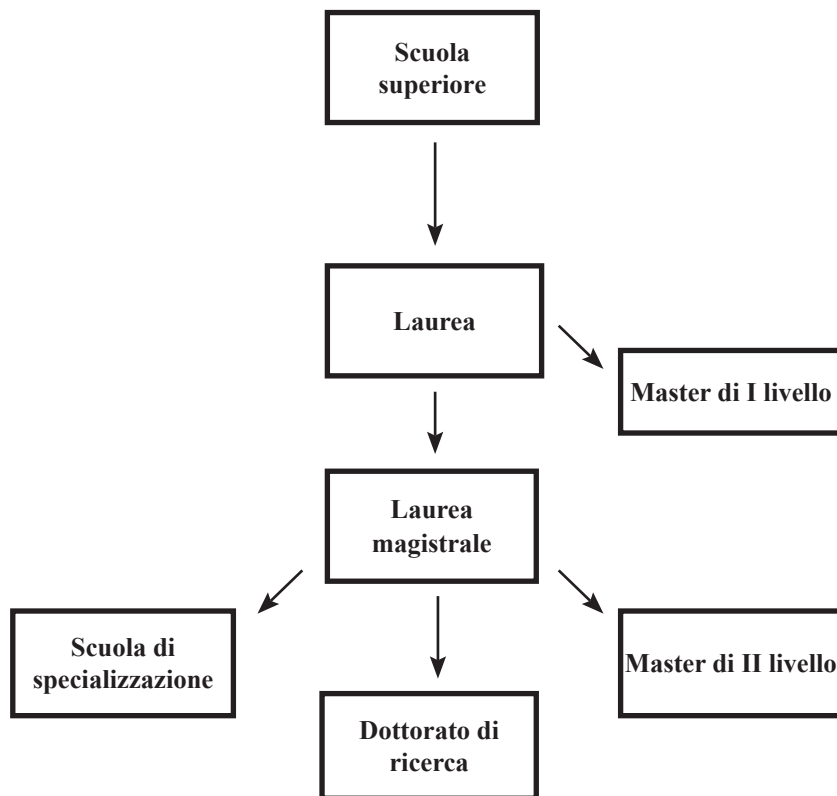 Scuola
superiore
Laurea
Master di I livello
Laurea
magistrale
Scuola di
specializzazione
Master di II livello
Dottorato di
ricerca